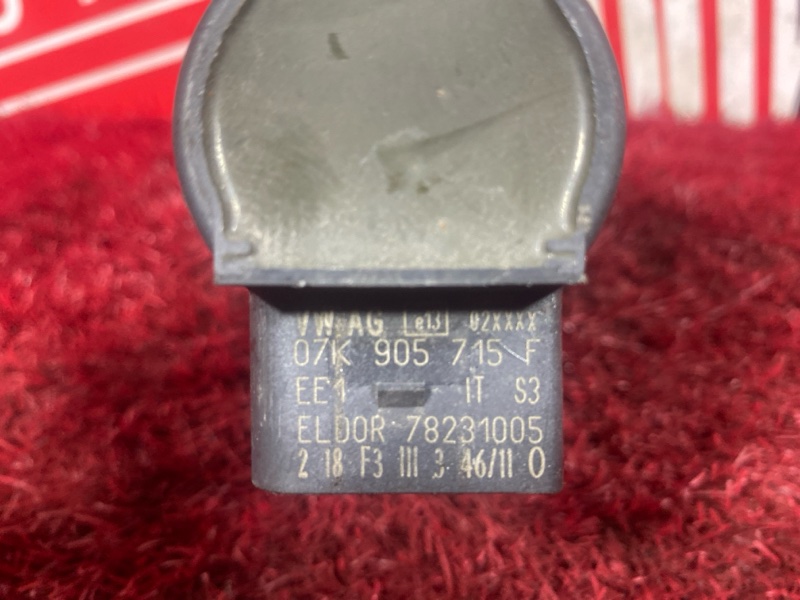 VW AG e13 02XXXX
07K 905 715 F
EE1 IT S3
ELDOR 78231005
2 18 F3 111 3 46/11 0